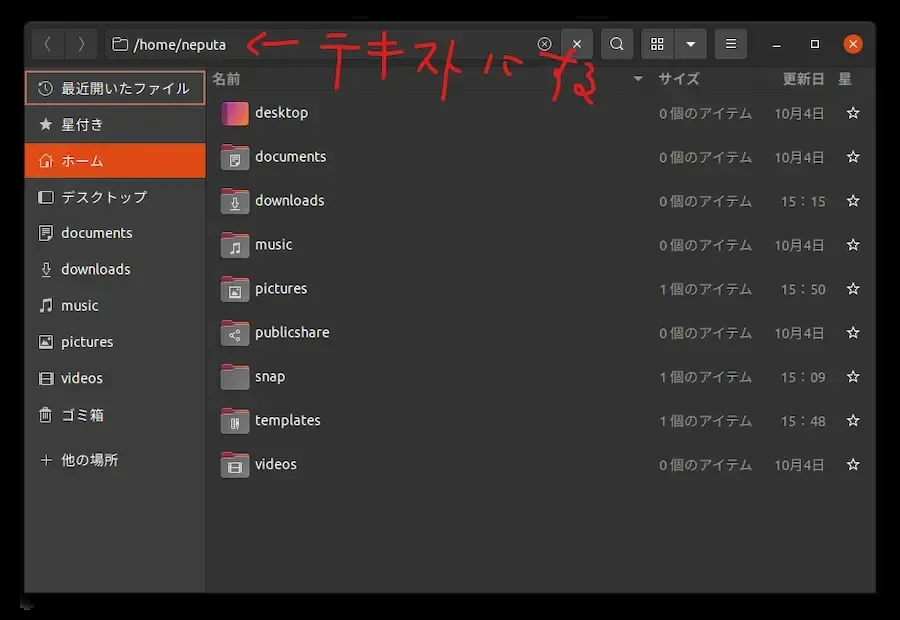 /home/neputa
テキストにする
最近開いたファイル
星付き
ホーム
デスクトップ
documents
downloads
music
pictures
videos
ゴミ箱
他の場所
名前 サイズ 更新日 星
desktop 0 個のアイテム 10月4日
documents 0 個のアイテム 10月4日
downloads 0 個のアイテム 15:15
music 0 個のアイテム 10月4日
pictures 1 個のアイテム 15:50
publicshare 0 個のアイテム 10月4日
snap 1 個のアイテム 15:09
templates 1 個のアイテム 15:48
videos 0 個のアイテム 10月4日